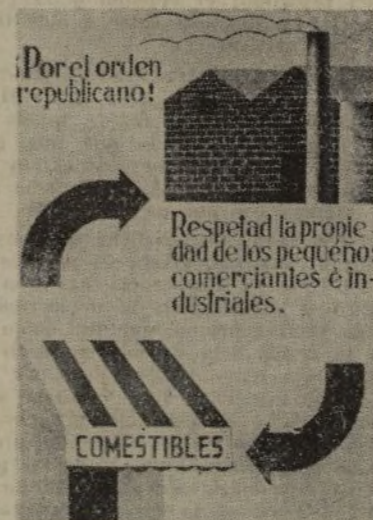 ¡Por el orden
republicano!
Respetad la propie
dad de los pequeño
comerciantes é in-
dustriales.
COMESTIBLES